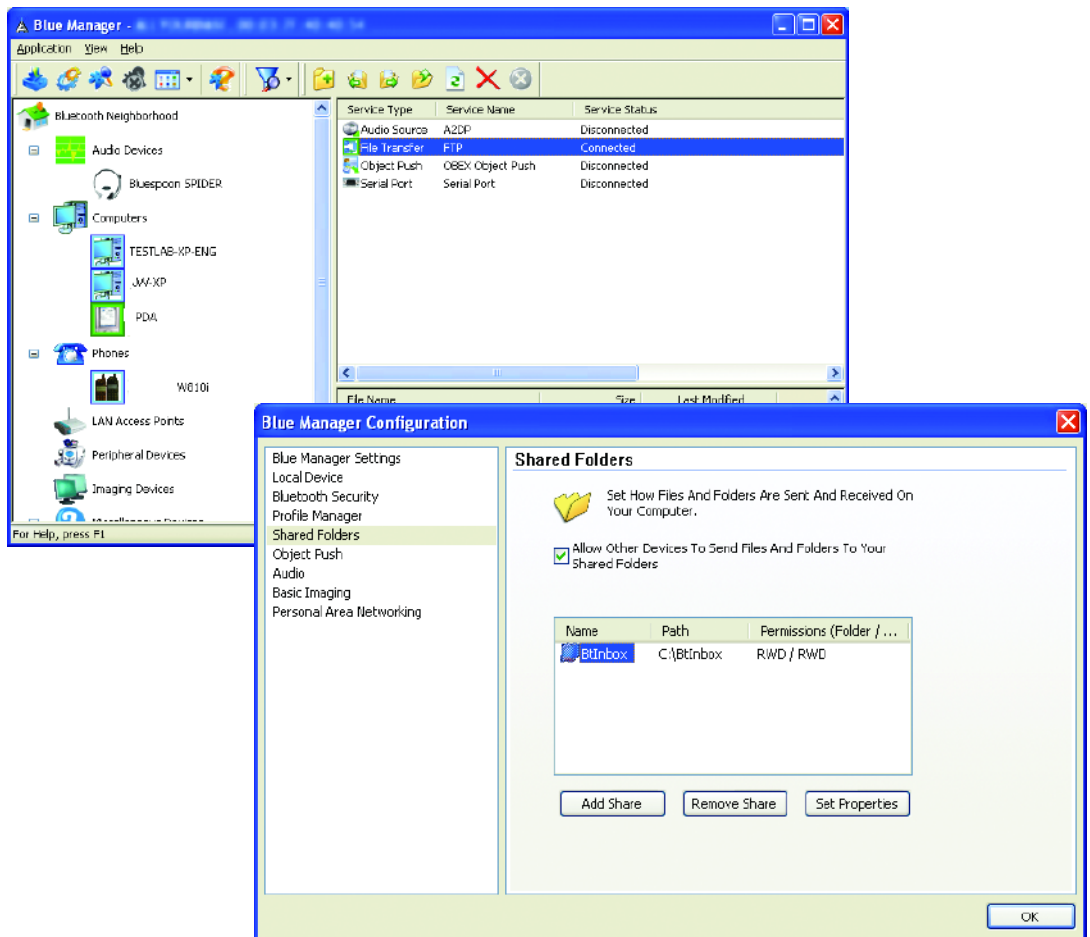 Blue Manager -
Application View Help
Bluetooth Neighborhood
Audio Devices
Bluespoon SPIDER
Computers
TESTLAB-XP-ENG
JW-XP
PDA
Phones
W810i
LAN Access Points
Peripheral Devices
Imaging Devices
For Help, press F1
Service Type Service Name Service Status
Audio Source A2DP Disconnected
File Transfer FTP Connected
Object Push OBEX Object Push Disconnected
Serial Port Serial Port Disconnected
File Name Size Last Modified
Blue Manager Configuration
Blue Manager Settings
Local Device
Bluetooth Security
Profile Manager
Shared Folders
Object Push
Audio
Basic Imaging
Personal Area Networking
Shared Folders
Set How Files And Folders Are Sent And Received On
Your Computer.
Allow Other Devices To Send Files And Folders To Your
Shared Folders
Name Path Permissions (Folder / ...
BtInbox C:\BtInbox RWD / RWD
Add Share Remove Share Set Properties
OK